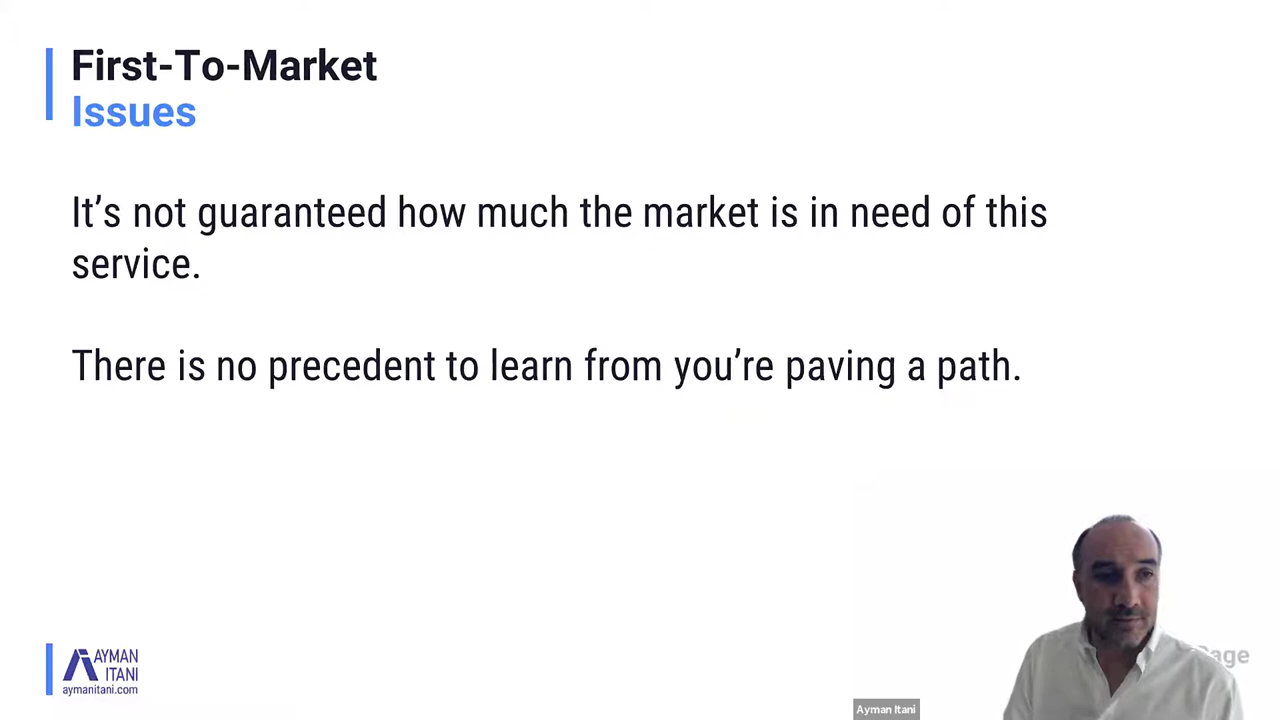 First-To-Market
Issues
It's not guaranteed how much the market is in need of this
service.
There is no precedent to learn from you're paving a path.
AYMAN
ITANI
aymanitani.com
Ayman Itani